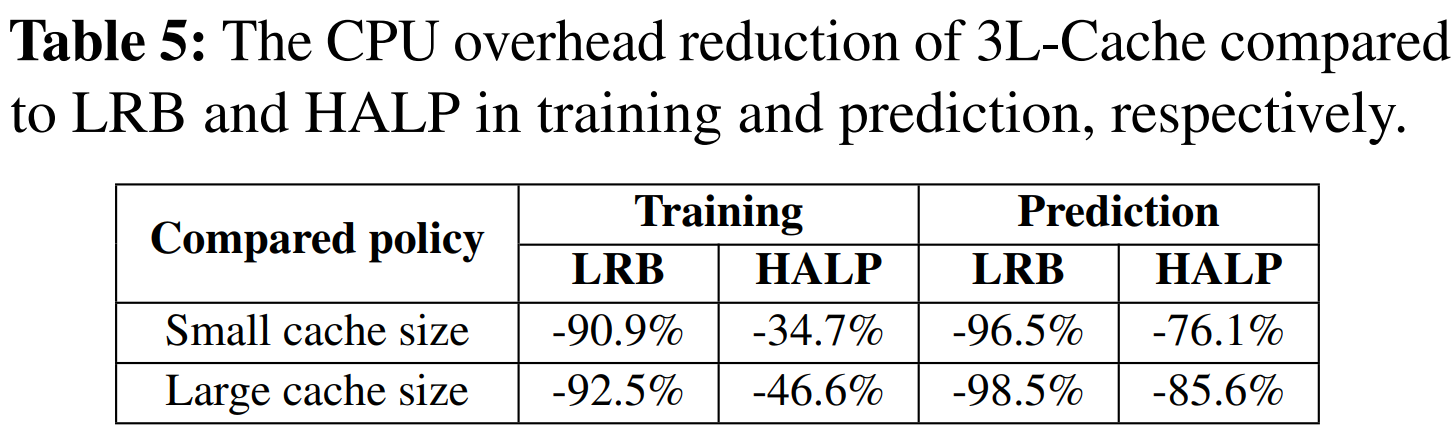 Table 5: The CPU overhead reduction of 3L-Cache compared
to LRB and HALP in training and prediction, respectively.
Compared policy Training Prediction
LRB HALP LRB HALP
Small cache size -90.9% -34.7% -96.5% -76.1%
Large cache size -92.5% -46.6% -98.5% -85.6%